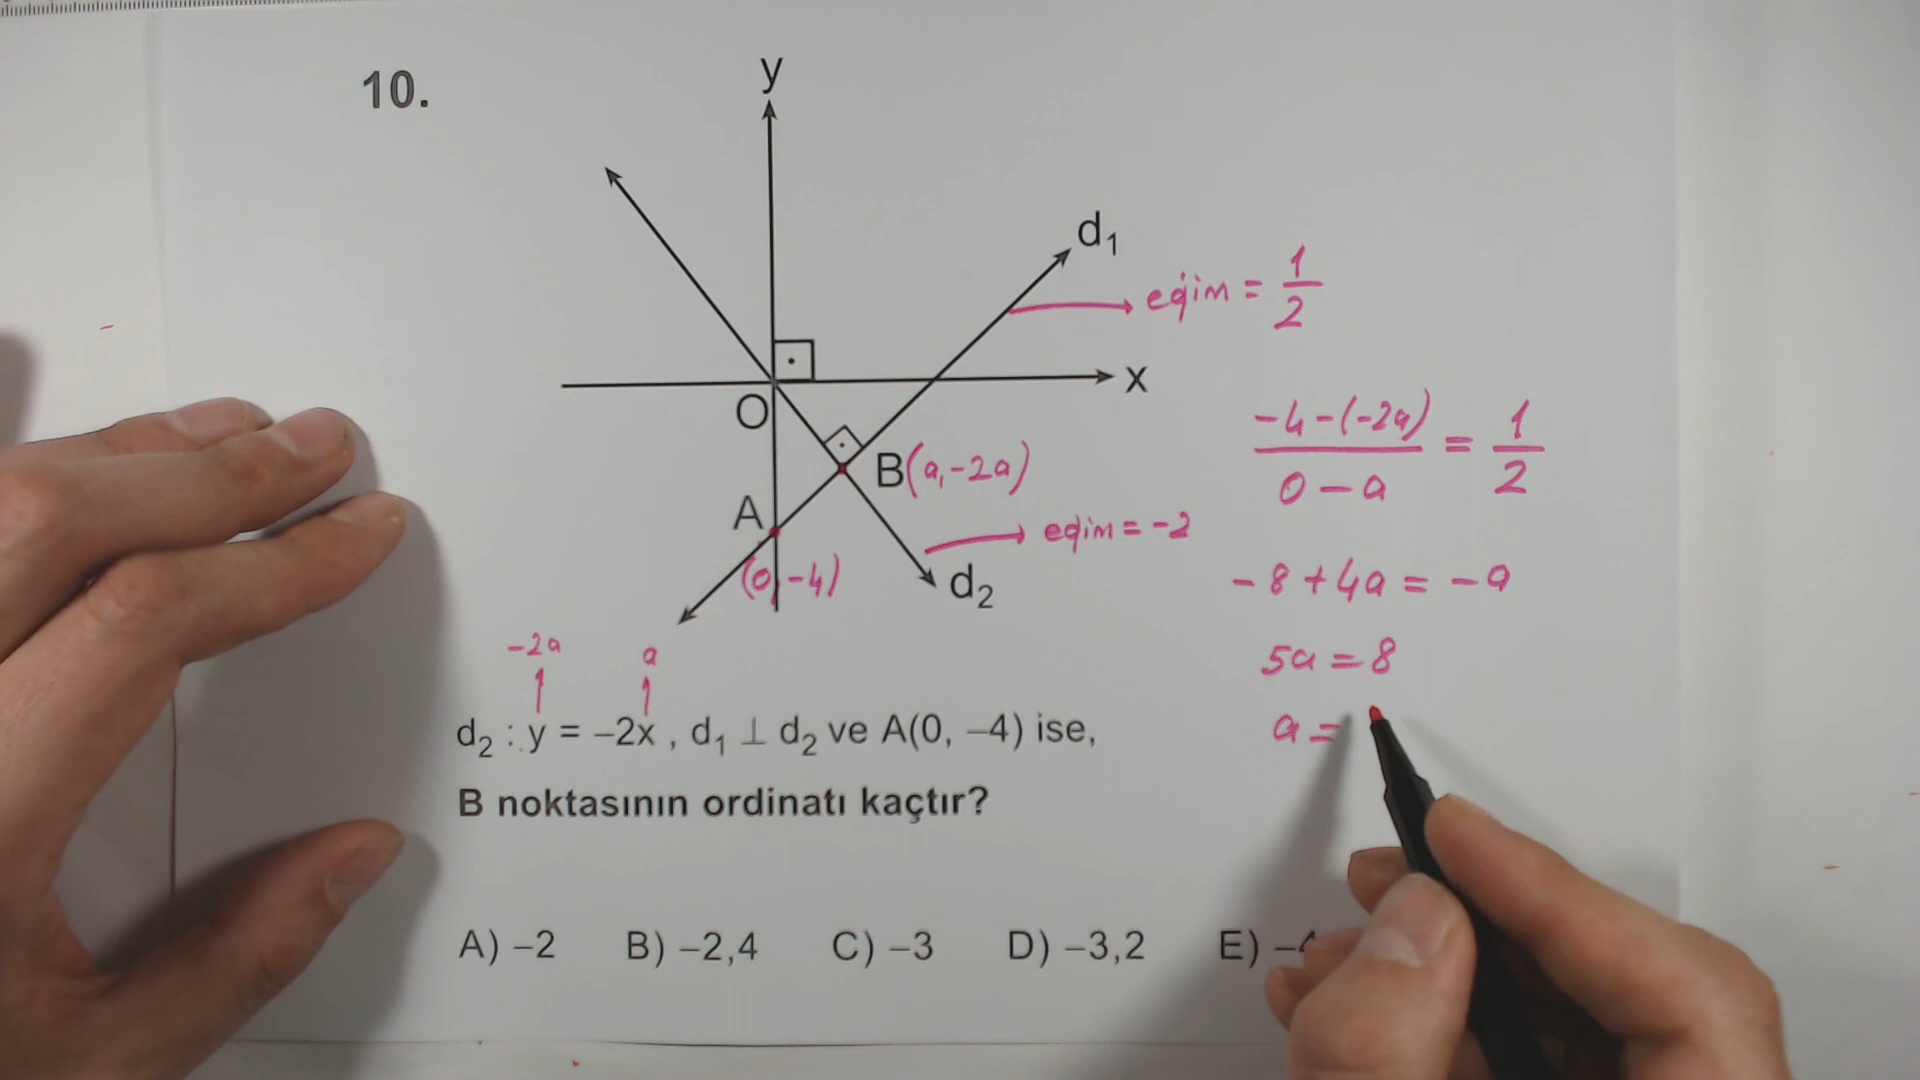 10.
y
d₁
eğim = 1/2
x
O
-4-(-2a)/0-a = 1/2
B(a,-2a)
A
eğim = -2
(0,-4)
d₂
-8+4a = -a
-2a a
5a = 8
d₂ : y = –2x , d₁ ⊥ d₂ ve A(0, –4) ise,
a =
B noktasının ordinatı kaçtır?
A) –2 B) –2,4 C) –3 D) –3,2 E)